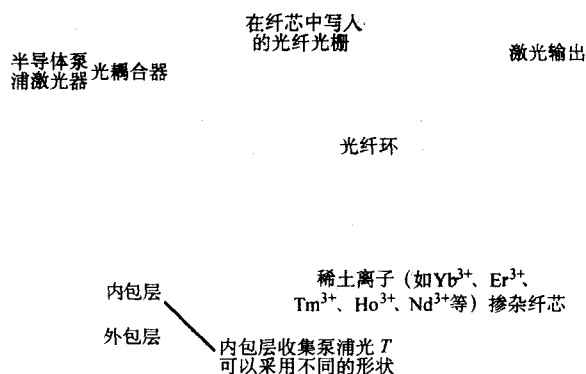 在纤芯中写人
的光纤光栅
半导体泵
浦激光器
光耦合器
激光输出
光纤环
稀土离子（如Yb³⁺、Er³⁺、
Tm³⁺、Ho³⁺、Nd³⁺等）掺杂纤芯
内包层
外包层
内包层收集泵浦光T
可以采用不同的形状